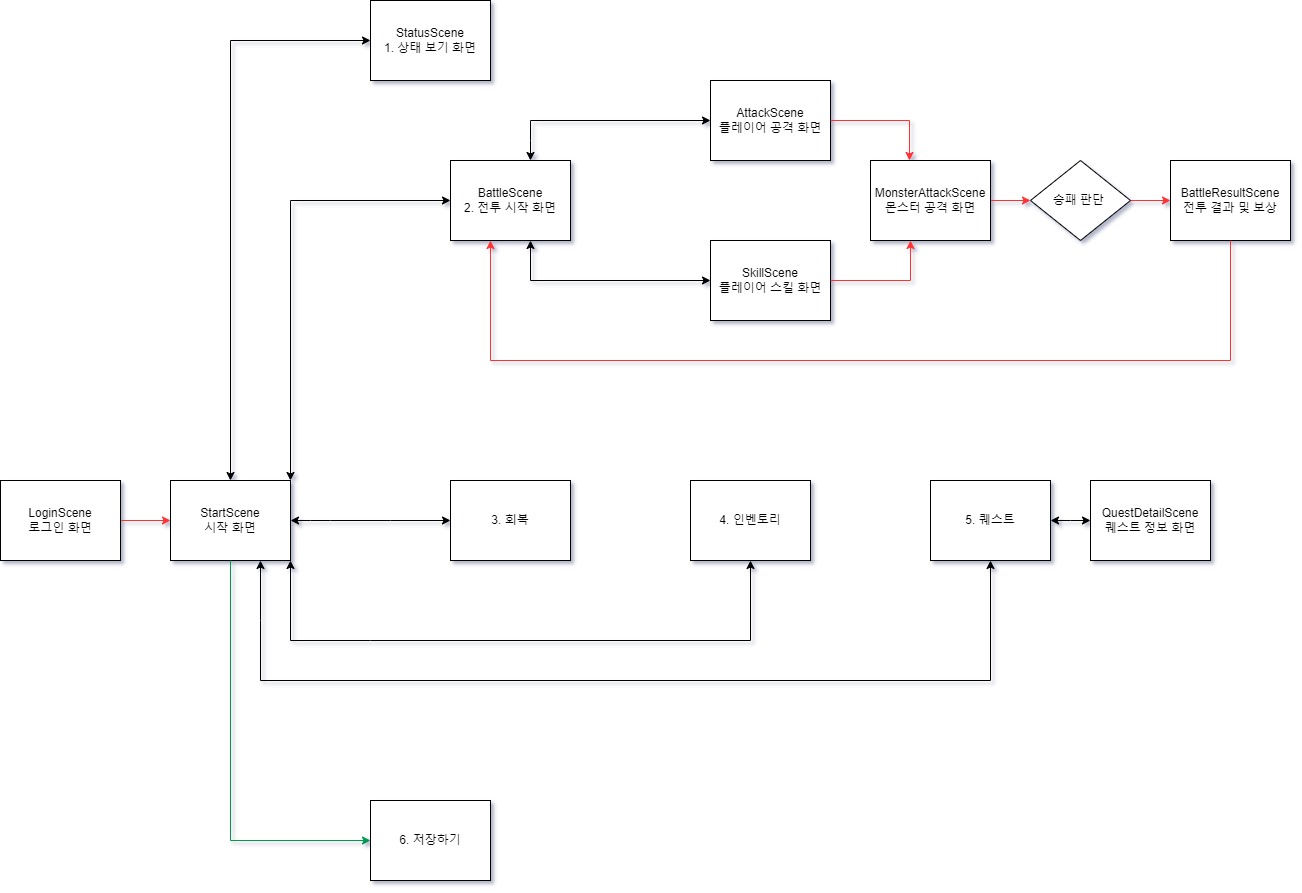 StatusScene
1. 상태 보기 화면
AttackScene
플레이어 공격 화면
BattleScene
2. 전투 시작 화면
MonsterAttackScene
몬스터 공격 화면
승패 판단
BattleResultScene
전투 결과 및 보상
SkillScene
플레이어 스킬 화면
LoginScene
로그인 화면
StartScene
시작 화면
3. 회복
4. 인벤토리
5. 퀘스트
QuestDetailScene
퀘스트 정보 화면
6. 저장하기